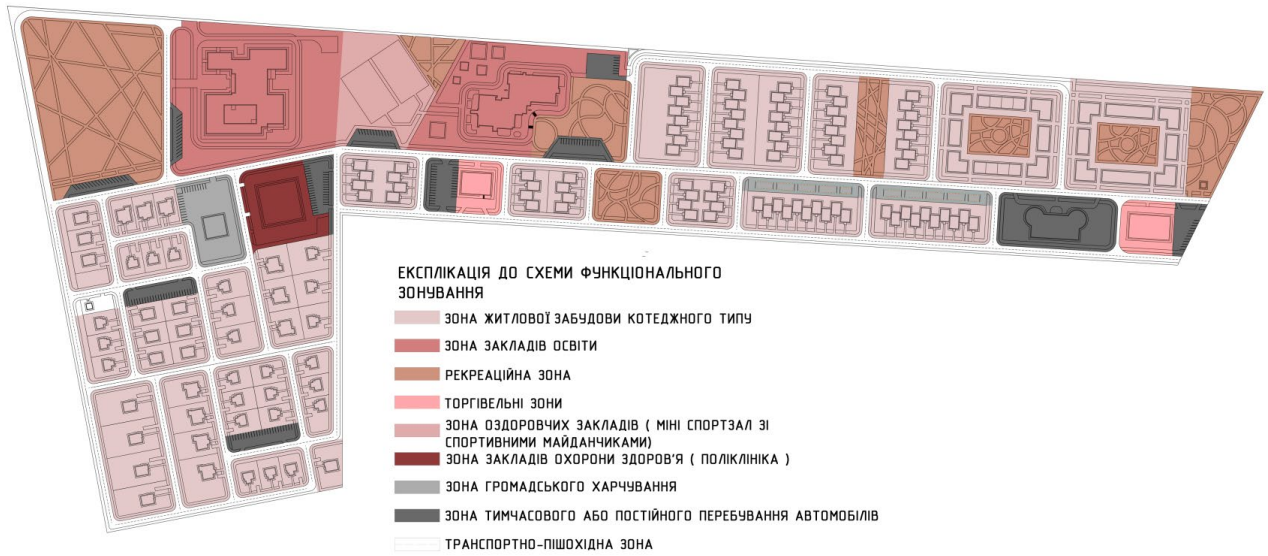 ЕКСПЛІКАЦІЯ ДО СХЕМИ ФУНКЦІОНАЛЬНОГО
ЗОНУВАННЯ
ЗОНА ЖИТЛОВОЇ ЗАБУДОВИ КОТЕДЖНОГО ТИПУ
ЗОНА ЗАКЛАДІВ ОСВІТИ
РЕКРЕАЦІЙНА ЗОНА
ТОРГІВЕЛЬНІ ЗОНИ
ЗОНА ОЗДОРОВЧИХ ЗАКЛАДІВ ( МІНІ СПОРТЗАЛ ЗІ
СПОРТИВНИМИ МАЙДАНЧИКАМИ)
ЗОНА ЗАКЛАДІВ ОХОРОНИ ЗДОРОВ'Я ( ПОЛІКЛІНІКА )
ЗОНА ГРОМАДСЬКОГО ХАРЧУВАННЯ
ЗОНА ТИМЧАСОВОГО АБО ПОСТІЙНОГО ПЕРЕБУВАННЯ АВТОМОБІЛІВ
ТРАНСПОРТНО-ПІШОХІДНА ЗОНА